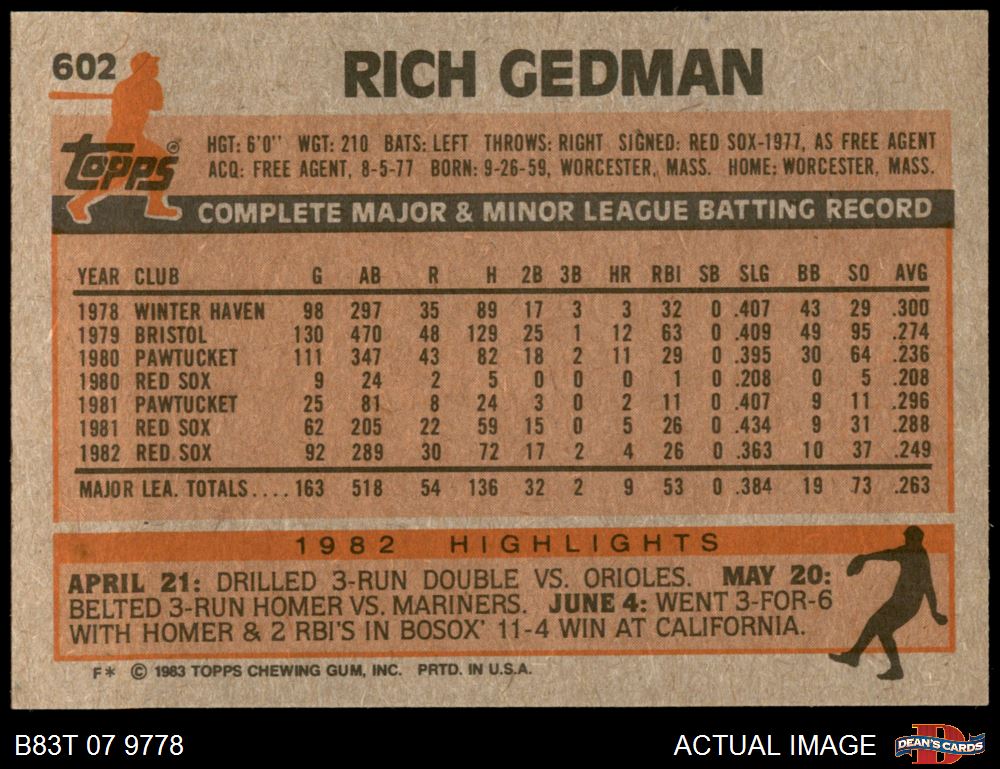 602
RICH GEDMAN
Topps®
HGT: 6'0" WGT: 210 BATS: LEFT THROWS: RIGHT SIGNED: RED SOX-1977, AS FREE AGENT
ACQ: FREE AGENT, 8-5-77 BORN: 9-26-59, WORCESTER, MASS. HOME: WORCESTER, MASS.
COMPLETE MAJOR & MINOR LEAGUE BATTING RECORD
YEAR CLUB G AB R H 2B 3B HR RBI SB SLG BB SO AVG
1978 WINTER HAVEN 98 297 35 89 17 3 3 32 0 .407 43 29 .300
1979 BRISTOL 130 470 48 129 25 1 12 63 0 .409 49 95 .274
1980 PAWTUCKET 111 347 43 82 18 2 11 29 0 .395 30 64 .236
1980 RED SOX 9 24 2 5 0 0 0 1 0 .208 0 5 .208
1981 PAWTUCKET 25 81 8 24 3 0 2 11 0 .407 9 11 .296
1981 RED SOX 62 205 22 59 15 0 5 26 0 .434 9 31 .288
1982 RED SOX 92 289 30 72 17 2 4 26 0 .363 10 37 .249
MAJOR LEA. TOTALS.... 163 518 54 136 32 2 9 53 0 .384 19 73 .263
1982 HIGHLIGHTS
APRIL 21: DRILLED 3-RUN DOUBLE VS. ORIOLES. MAY 20:
BELTED 3-RUN HOMER VS. MARINERS. JUNE 4: WENT 3-FOR-6
WITH HOMER & 2 RBI'S IN BOSOX' 11-4 WIN AT CALIFORNIA.
F* © 1983 TOPPS CHEWING GUM, INC. PRTD. IN U.S.A.
B83T 07 9778
ACTUAL IMAGE
D
DEAN'S CARDS